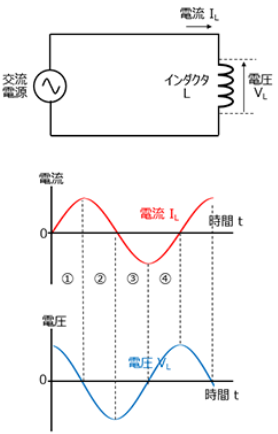 電流 IL
交流
電源
インダクタ
L
電圧
VL
電流
電流 IL
時間 t
0
① ② ③ ④
電圧
電圧 VL
0
時間 t